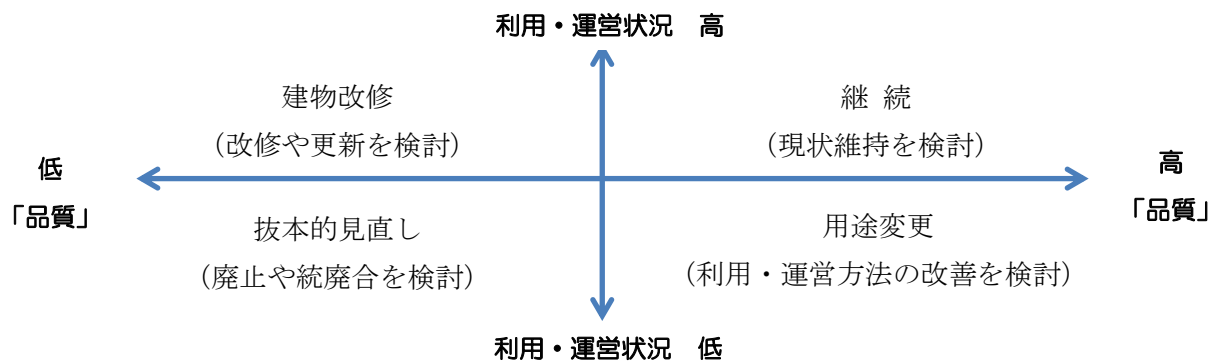 利用・運営状況　高
建物改修
(改修や更新を検討)
継 続
(現状維持を検討)
低
「品質」
高
「品質」
抜本的見直し
(廃止や統廃合を検討)
用途変更
(利用・運営方法の改善を検討)
利用・運営状況　低